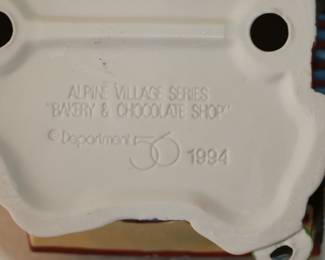 ALPINE VILLAGE SERIES
"BAKERY & CHOCOLATE SHOP"
© Department 56 1994